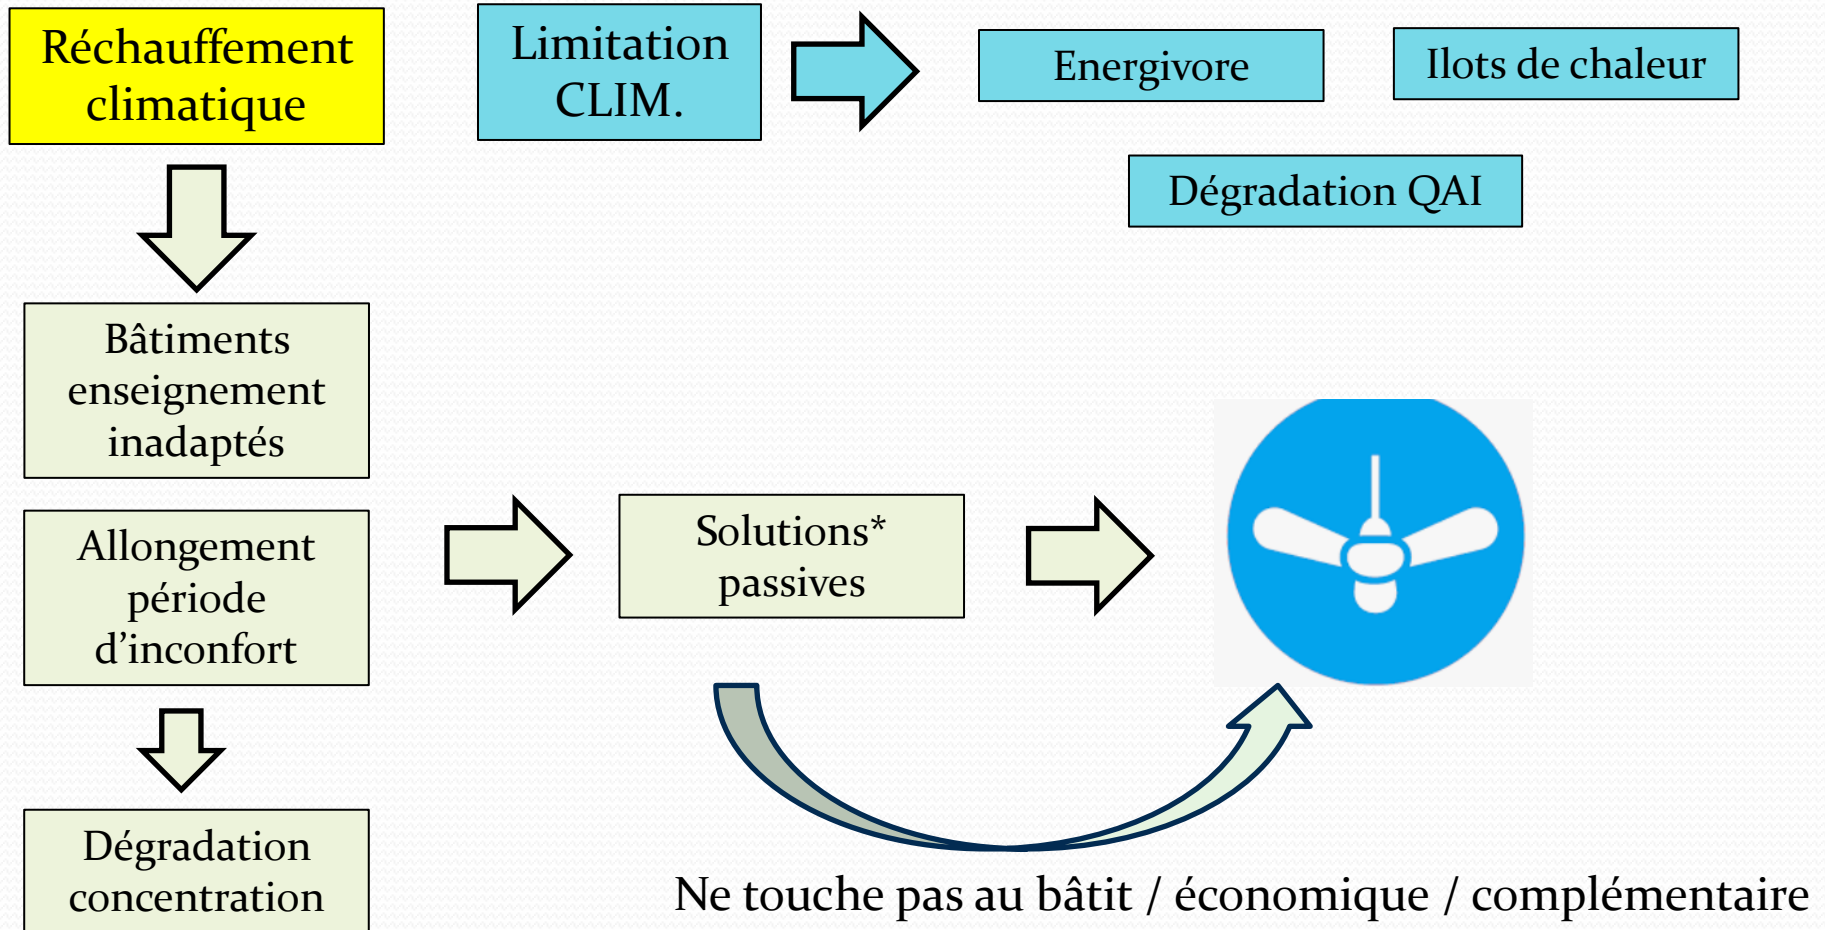 Réchauffement
climatique
Limitation
CLIM.
Energivore
Ilots de chaleur
Dégradation QAI
Bâtiments
enseignement
inadaptés
Allongement
période
d’inconfort
Solutions*
passives
Dégradation
concentration
Ne touche pas au bâtit / économique / complémentaire